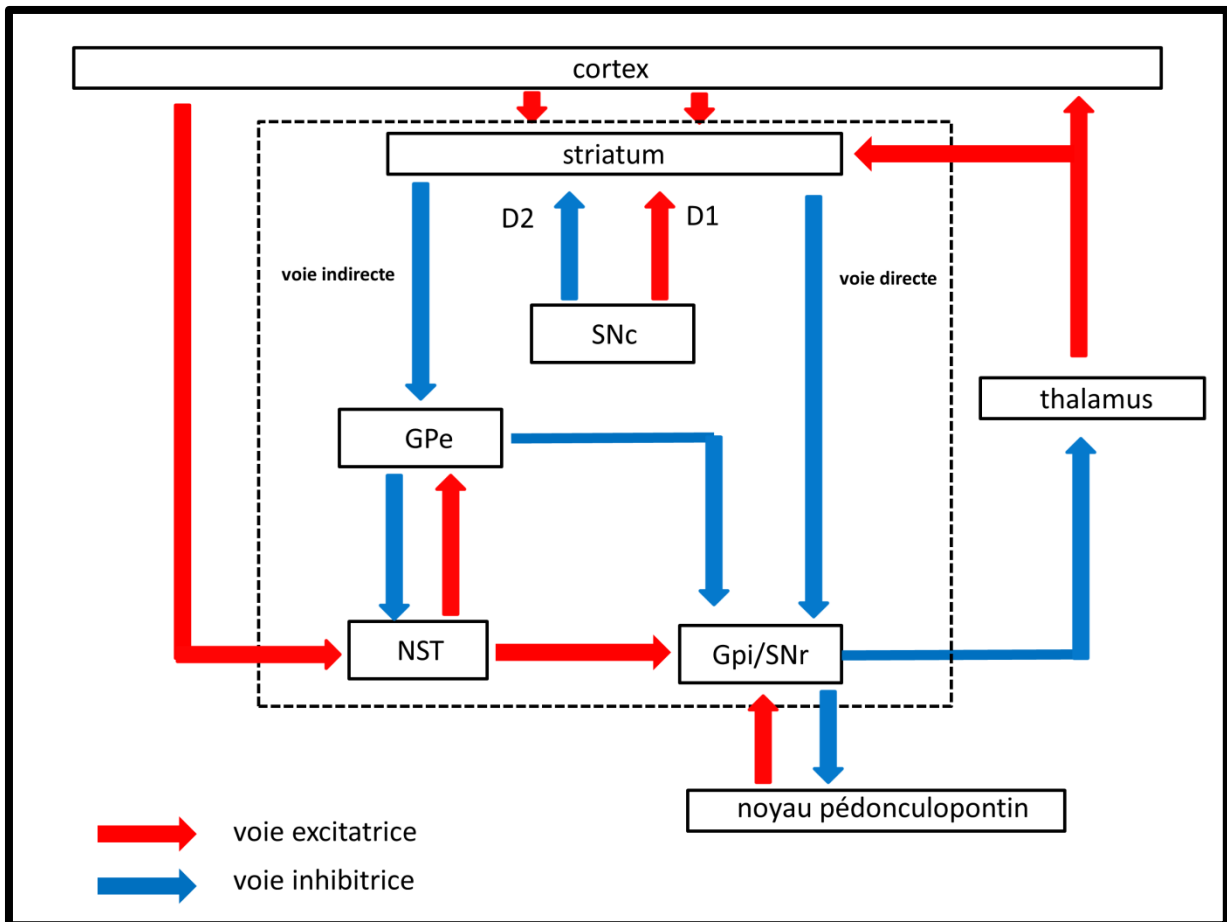 cortex
striatum
D2
D1
voie indirecte
voie directe
SNc
thalamus
GPe
NST
Gpi/SNr
noyau pédonculopontin
voie excitatrice
voie inhibitrice